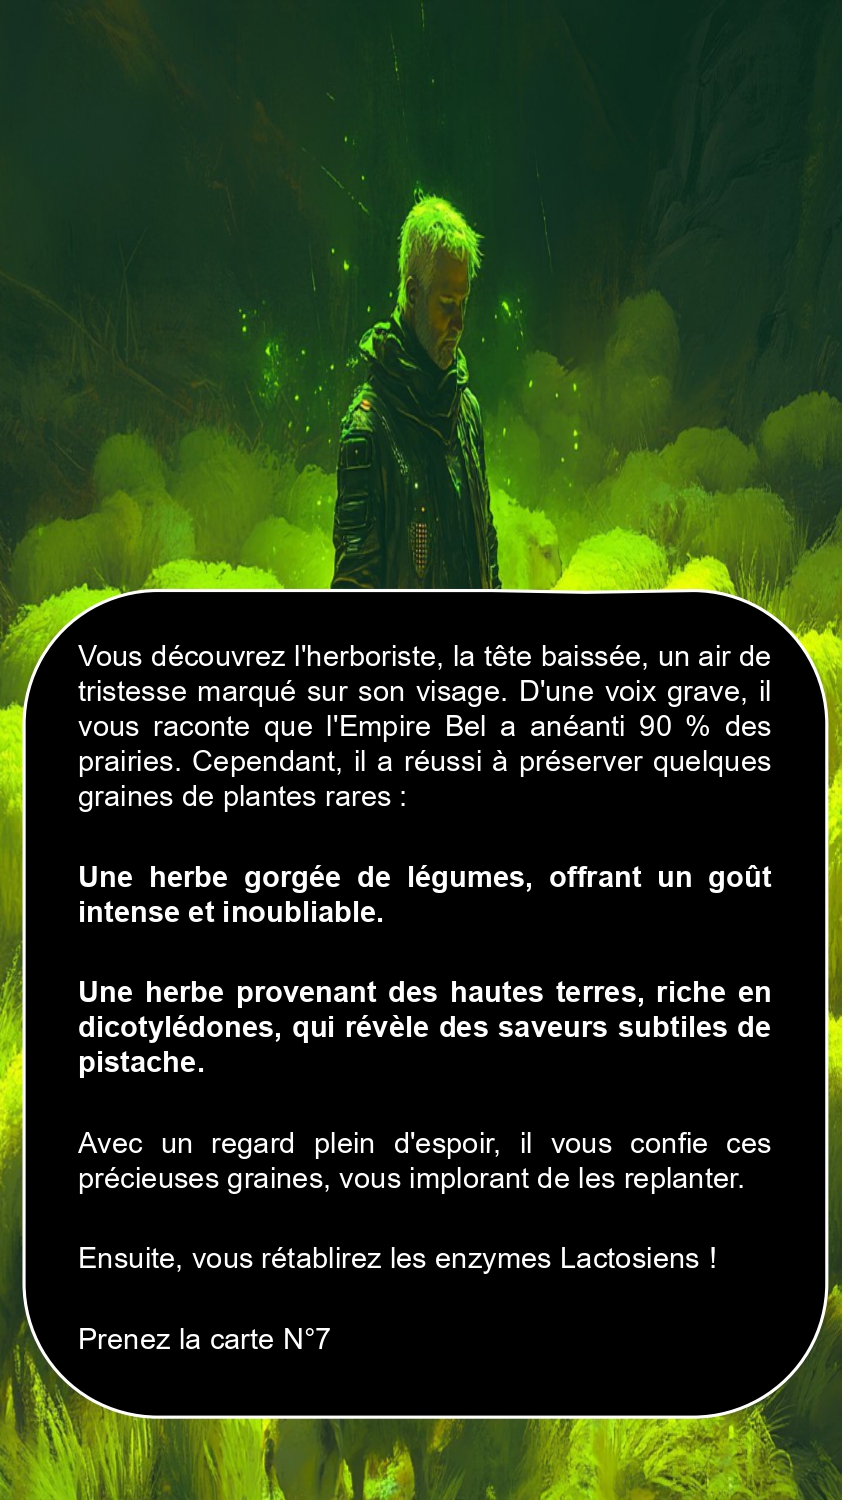 Vous découvrez l'herboriste, la tête baissée, un air de
tristesse marqué sur son visage. D'une voix grave, il
vous raconte que l'Empire Bel a anéanti 90 % des
prairies. Cependant, il a réussi à préserver quelques
graines de plantes rares :
Une herbe gorgée de légumes, offrant un goût
intense et inoubliable.
Une herbe provenant des hautes terres, riche en
dicotylédones, qui révèle des saveurs subtiles de
pistache.
Avec un regard plein d'espoir, il vous confie ces
précieuses graines, vous implorant de les replanter.
Ensuite, vous rétablirez les enzymes Lactosiens !
Prenez la carte N°7